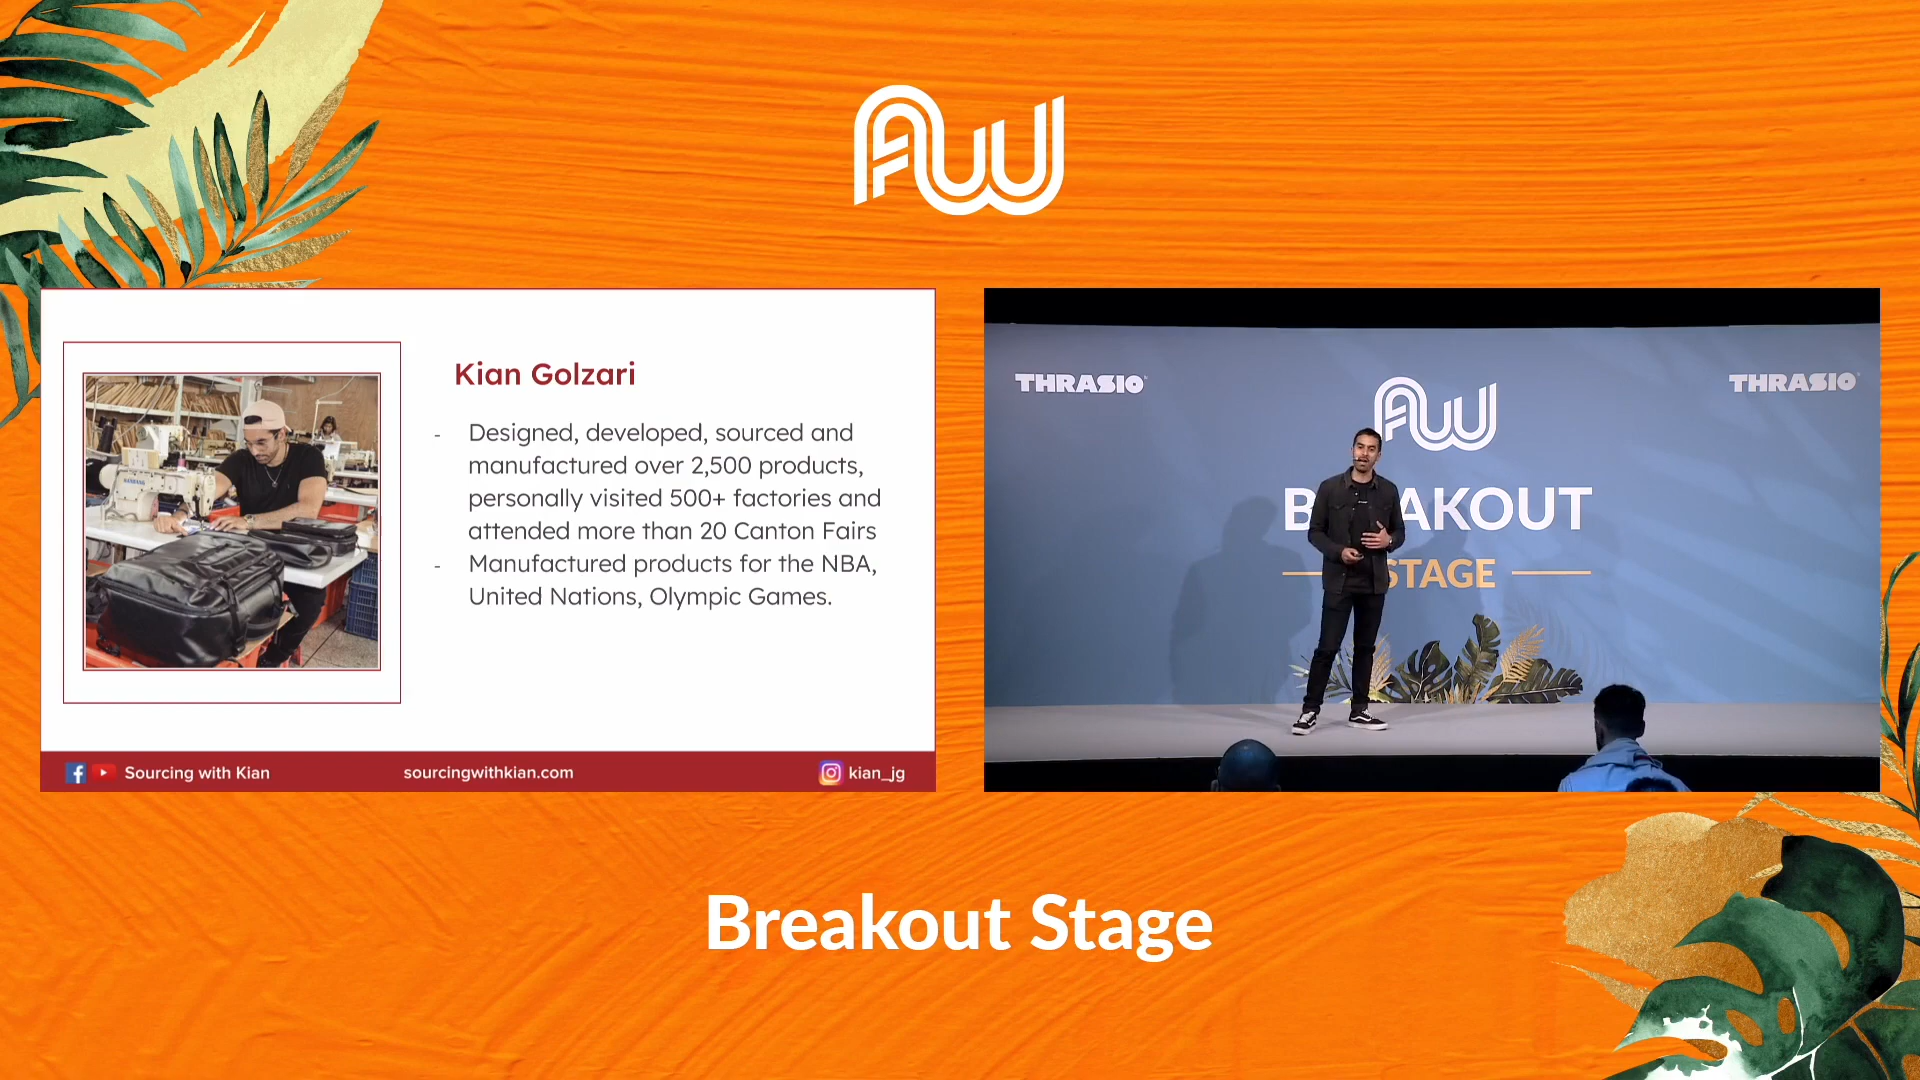 AW
Kian Golzari
- Designed, developed, sourced and
manufactured over 2,500 products,
personally visited 500+ factories and
attended more than 20 Canton Fairs
- Manufactured products for the NBA,
United Nations, Olympic Games.
Sourcing with Kian
sourcingwithkian.com
kian_jg
THRASIO
THRASIO
AW
BREAKOUT
STAGE
Breakout Stage